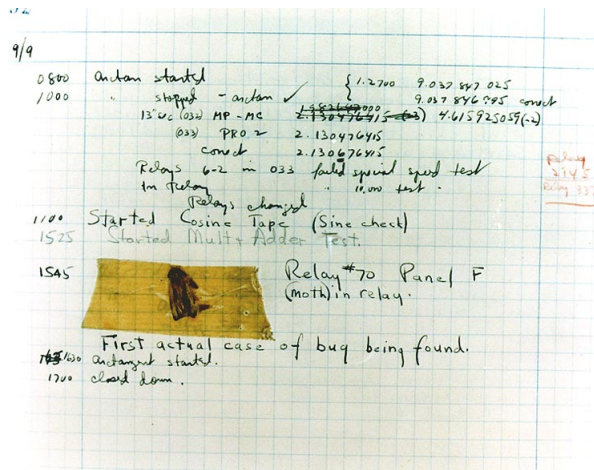 9/9
0800 antan started
1000 " stopped - antan ✓ { 1.2700 9.037 847 025
9.037 846 995 conect
13"uc (032) MP - MC 2.130476415 4.615925059(-2)
(033) PRO 2 2.130476415
conect 2.130676415
Relays 6-2 in 033 failed special speed test
in Relay " 10,000 test .
Relays changed
Relay
1100 Started Cosine Tape (Sine check)
1525 Started Mult + Adder Test.
1545 Relay #70 Panel F
(moth) in relay.
First actual case of bug being found.
1630 antangent started.
1700 closed down .